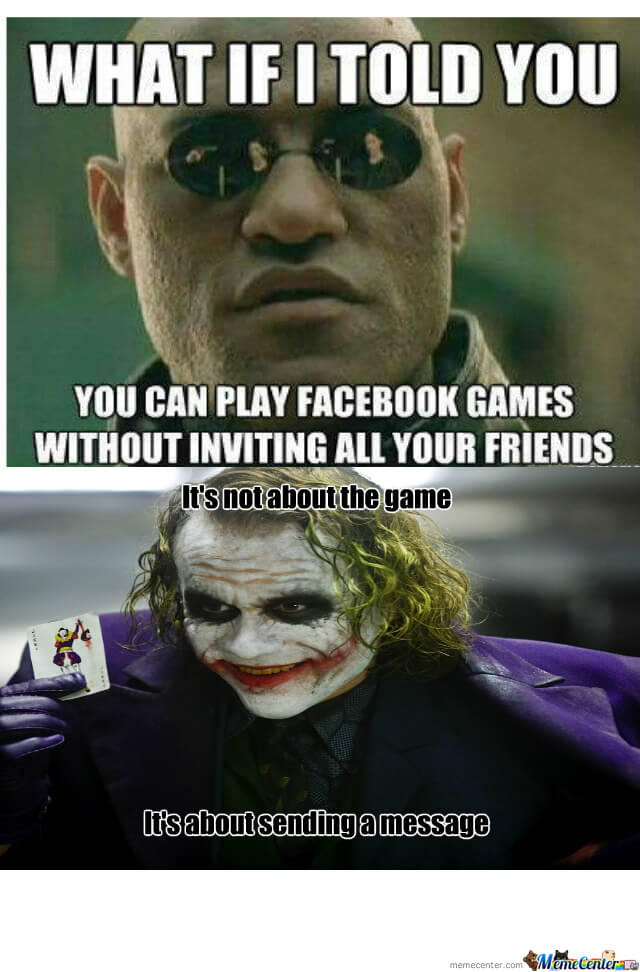 WHAT IF I TOLD YOU
YOU CAN PLAY FACEBOOK GAMES
WITHOUT INVITING ALL YOUR FRIENDS
It's not about the game
It's about sending a message
memecenter.com MemeCenter